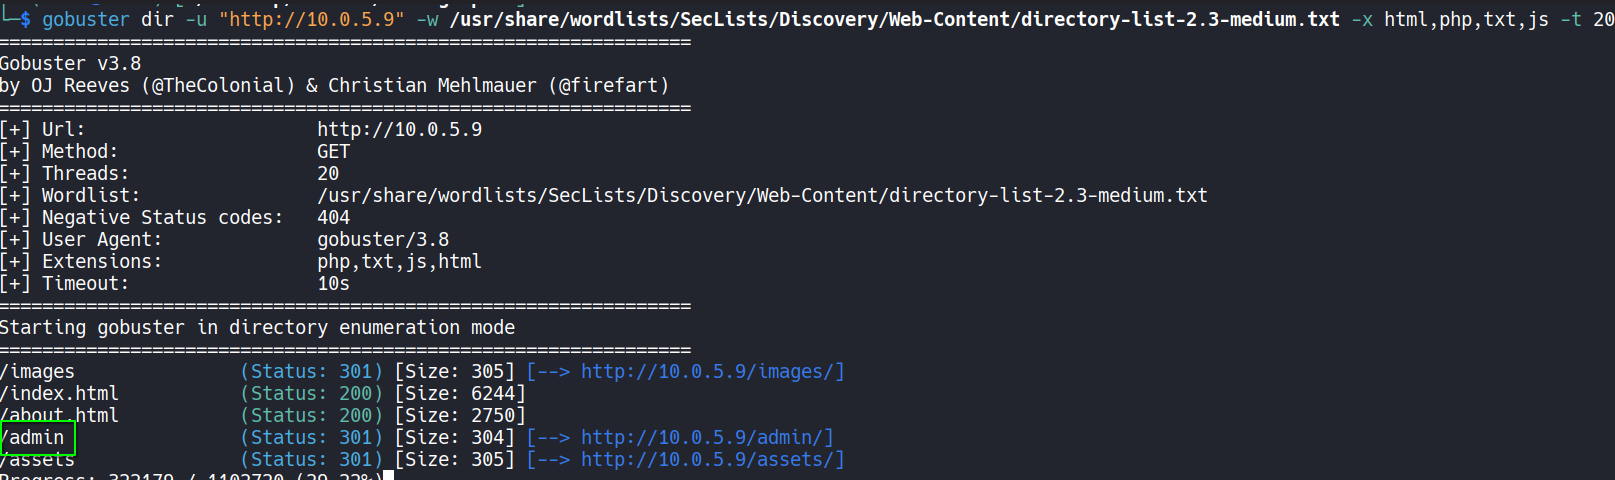 └─$ gobuster dir -u "http://10.0.5.9" -w /usr/share/wordlists/SecLists/Discovery/Web-Content/directory-list-2.3-medium.txt -x html,php,txt,js -t 20
===============================================================
Gobuster v3.8
by OJ Reeves (@TheColonial) & Christian Mehlmauer (@firefart)
===============================================================
[+] Url:                     http://10.0.5.9
[+] Method:                  GET
[+] Threads:                 20
[+] Wordlist:                /usr/share/wordlists/SecLists/Discovery/Web-Content/directory-list-2.3-medium.txt
[+] Negative Status codes:   404
[+] User Agent:              gobuster/3.8
[+] Extensions:              php,txt,js,html
[+] Timeout:                 10s
===============================================================
Starting gobuster in directory enumeration mode
===============================================================
/images               (Status: 301) [Size: 305] [--> http://10.0.5.9/images/]
/index.html           (Status: 200) [Size: 6244]
/about.html           (Status: 200) [Size: 2750]
/admin                (Status: 301) [Size: 304] [--> http://10.0.5.9/admin/]
/assets               (Status: 301) [Size: 305] [--> http://10.0.5.9/assets/]
Progress: